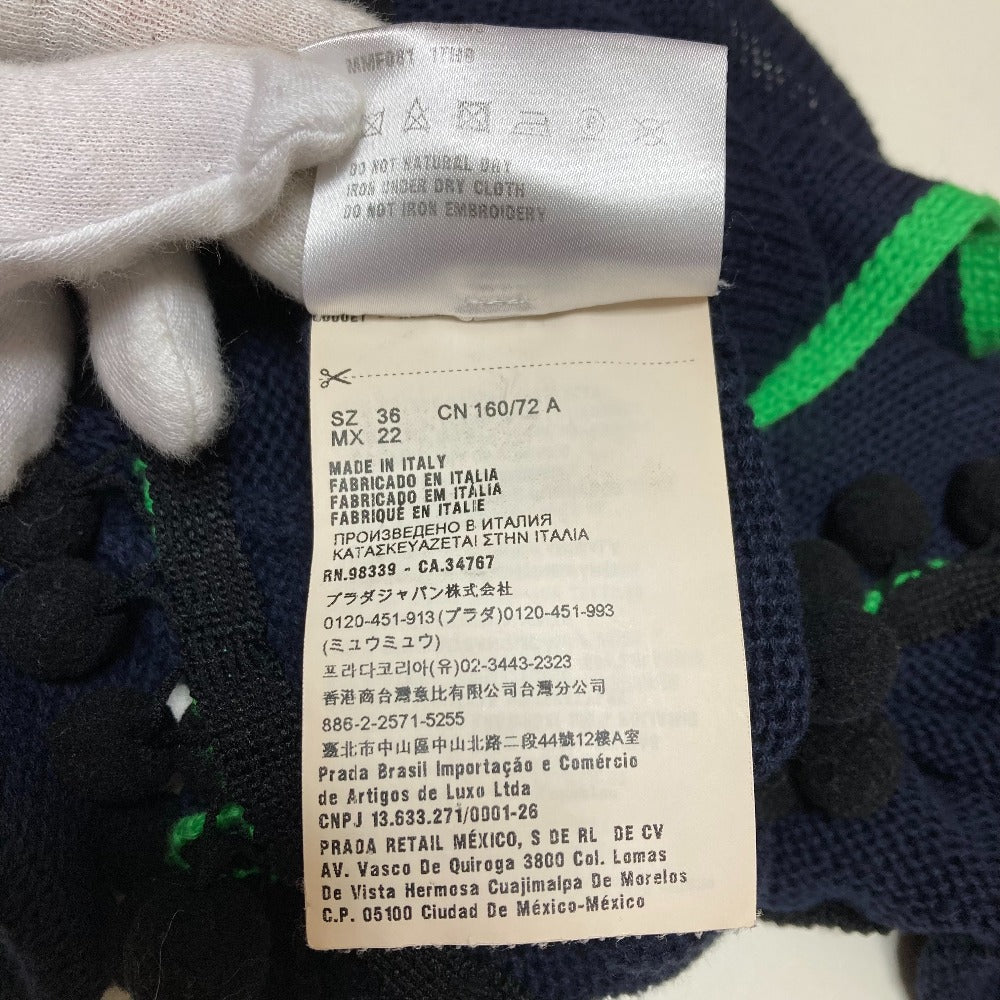 MMF081 17H8
DO NOT NATURAL DRY
IRON UNDER DRY CLOTH
DO NOT IRON EMBROIDERY
SZ 36 CN 160/72 A
MX 22
MADE IN ITALY
FABRICADO EN ITALIA
FABRICADO EM ITÁLIA
FABRIQUÉ EN ITALIE
ПРОИЗВЕДЕНО В ИТАЛИЯ
ΚΑΤΑΣΚΕΥΑΖΕΤΑΙ ΣΤΗΝ ΙΤΑΛΙΑ
RN.98339 - CA.34767
プラダジャパン株式会社
0120-451-913(プラダ)0120-451-993
(ミュウミュウ)
프라다코리아(유)02-3443-2323
香港商台灣意比有限公司台灣分公司
886-2-2571-5255
臺北市中山區中山北路二段44號12樓A室
Prada Brasil Importação e Comércio
de Artigos de Luxo Ltda
CNPJ 13.633.271/0001-26
PRADA RETAIL MÉXICO, S DE RL DE CV
AV. Vasco De Quiroga 3800 Col. Lomas
De Vista Hermosa Cuajimalpa De Morelos
C.P. 05100 Ciudad De México-México